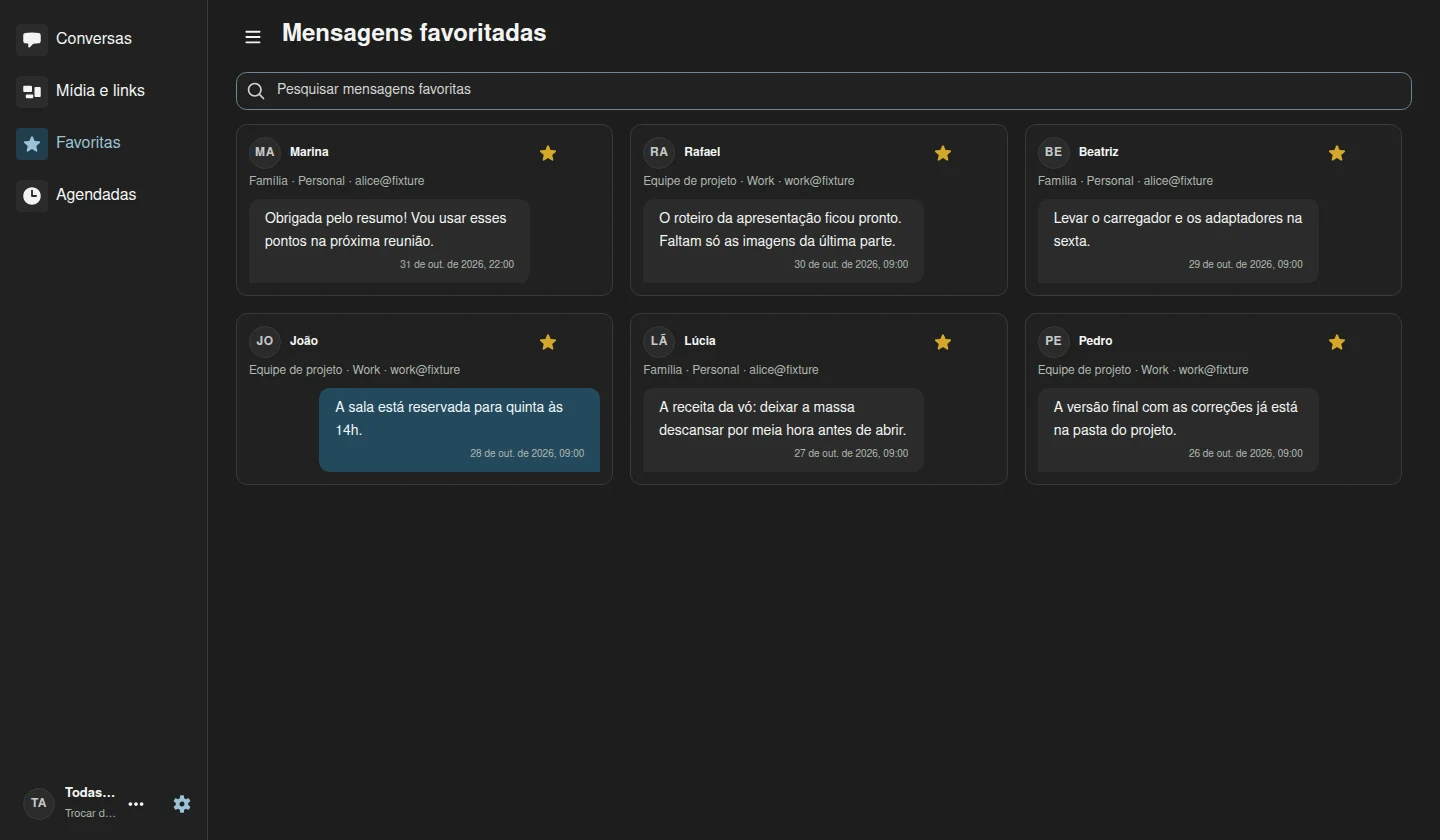 Conversas
Mídia e links
Favoritas
Agendadas
TA
Todas...
Trocar d...
Mensagens favoritadas
Pesquisar mensagens favoritas
MA Marina
Família · Personal · alice@fixture
Obrigada pelo resumo! Vou usar esses
pontos na próxima reunião.
31 de out. de 2026, 22:00
RA Rafael
Equipe de projeto · Work · work@fixture
O roteiro da apresentação ficou pronto.
Faltam só as imagens da última parte.
30 de out. de 2026, 09:00
BE Beatriz
Família · Personal · alice@fixture
Levar o carregador e os adaptadores na
sexta.
29 de out. de 2026, 09:00
JO João
Equipe de projeto · Work · work@fixture
A sala está reservada para quinta às
14h.
28 de out. de 2026, 09:00
LÃ Lúcia
Família · Personal · alice@fixture
A receita da vó: deixar a massa
descansar por meia hora antes de abrir.
27 de out. de 2026, 09:00
PE Pedro
Equipe de projeto · Work · work@fixture
A versão final com as correções já está
na pasta do projeto.
26 de out. de 2026, 09:00